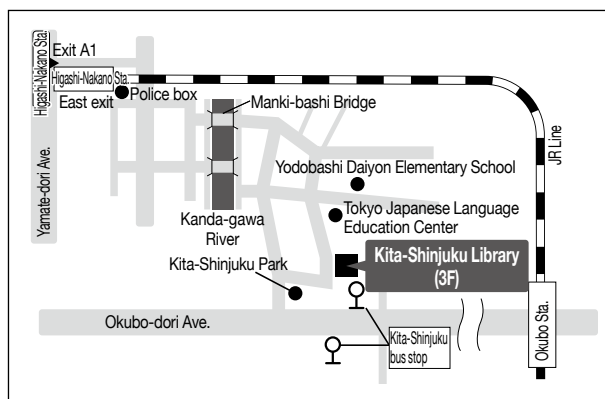 Higashi-Nakano Sta.
Exit A1
Higashi-Nakano Sta.
East exit
Police box
Manki-bashi Bridge
JR Line
Yamate-dori Ave.
Yodobashi Daiyon Elementary School
Tokyo Japanese Language
Education Center
Kanda-gawa
River
Kita-Shinjuku Library
(3F)
Kita-Shinjuku Park
Okubo-dori Ave.
Kita-Shinjuku
bus stop
Okubo Sta.